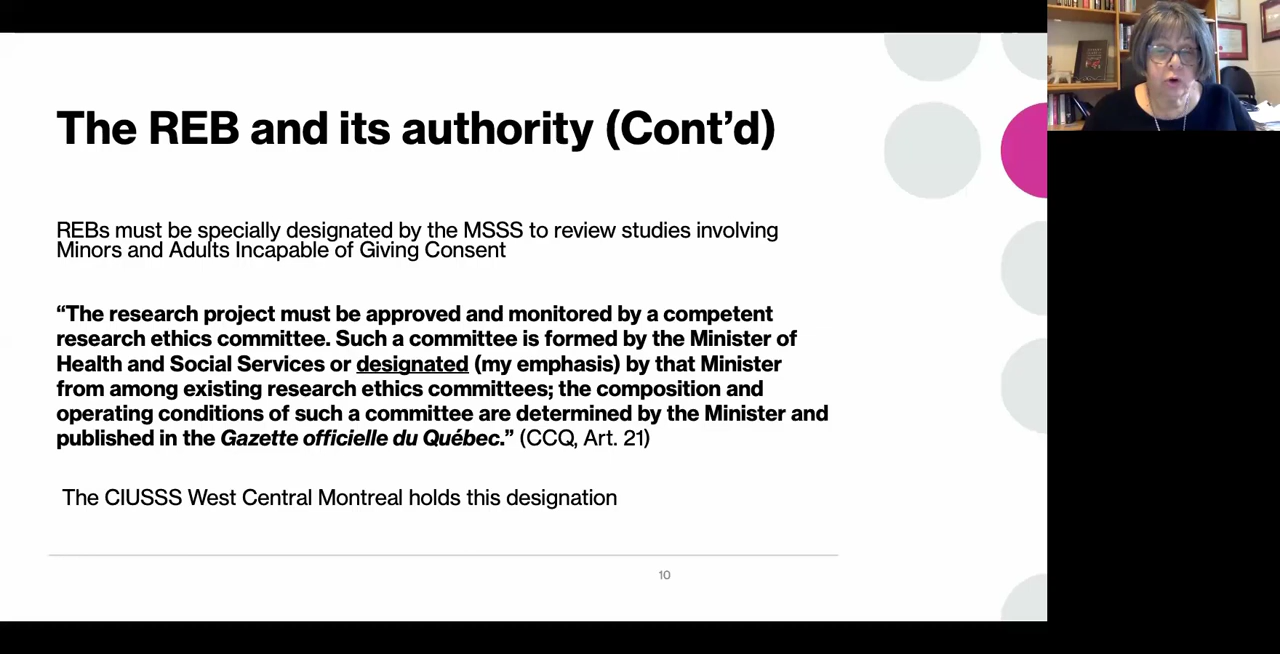 The REB and its authority (Cont’d)
REBs must be specially designated by the MSSS to review studies involving
Minors and Adults Incapable of Giving Consent
“The research project must be approved and monitored by a competent
research ethics committee. Such a committee is formed by the Minister of
Health and Social Services or designated (my emphasis) by that Minister
from among existing research ethics committees; the composition and
operating conditions of such a committee are determined by the Minister and
published in the Gazette officielle du Québec.” (CCQ, Art. 21)
The CIUSSS West Central Montreal holds this designation
10